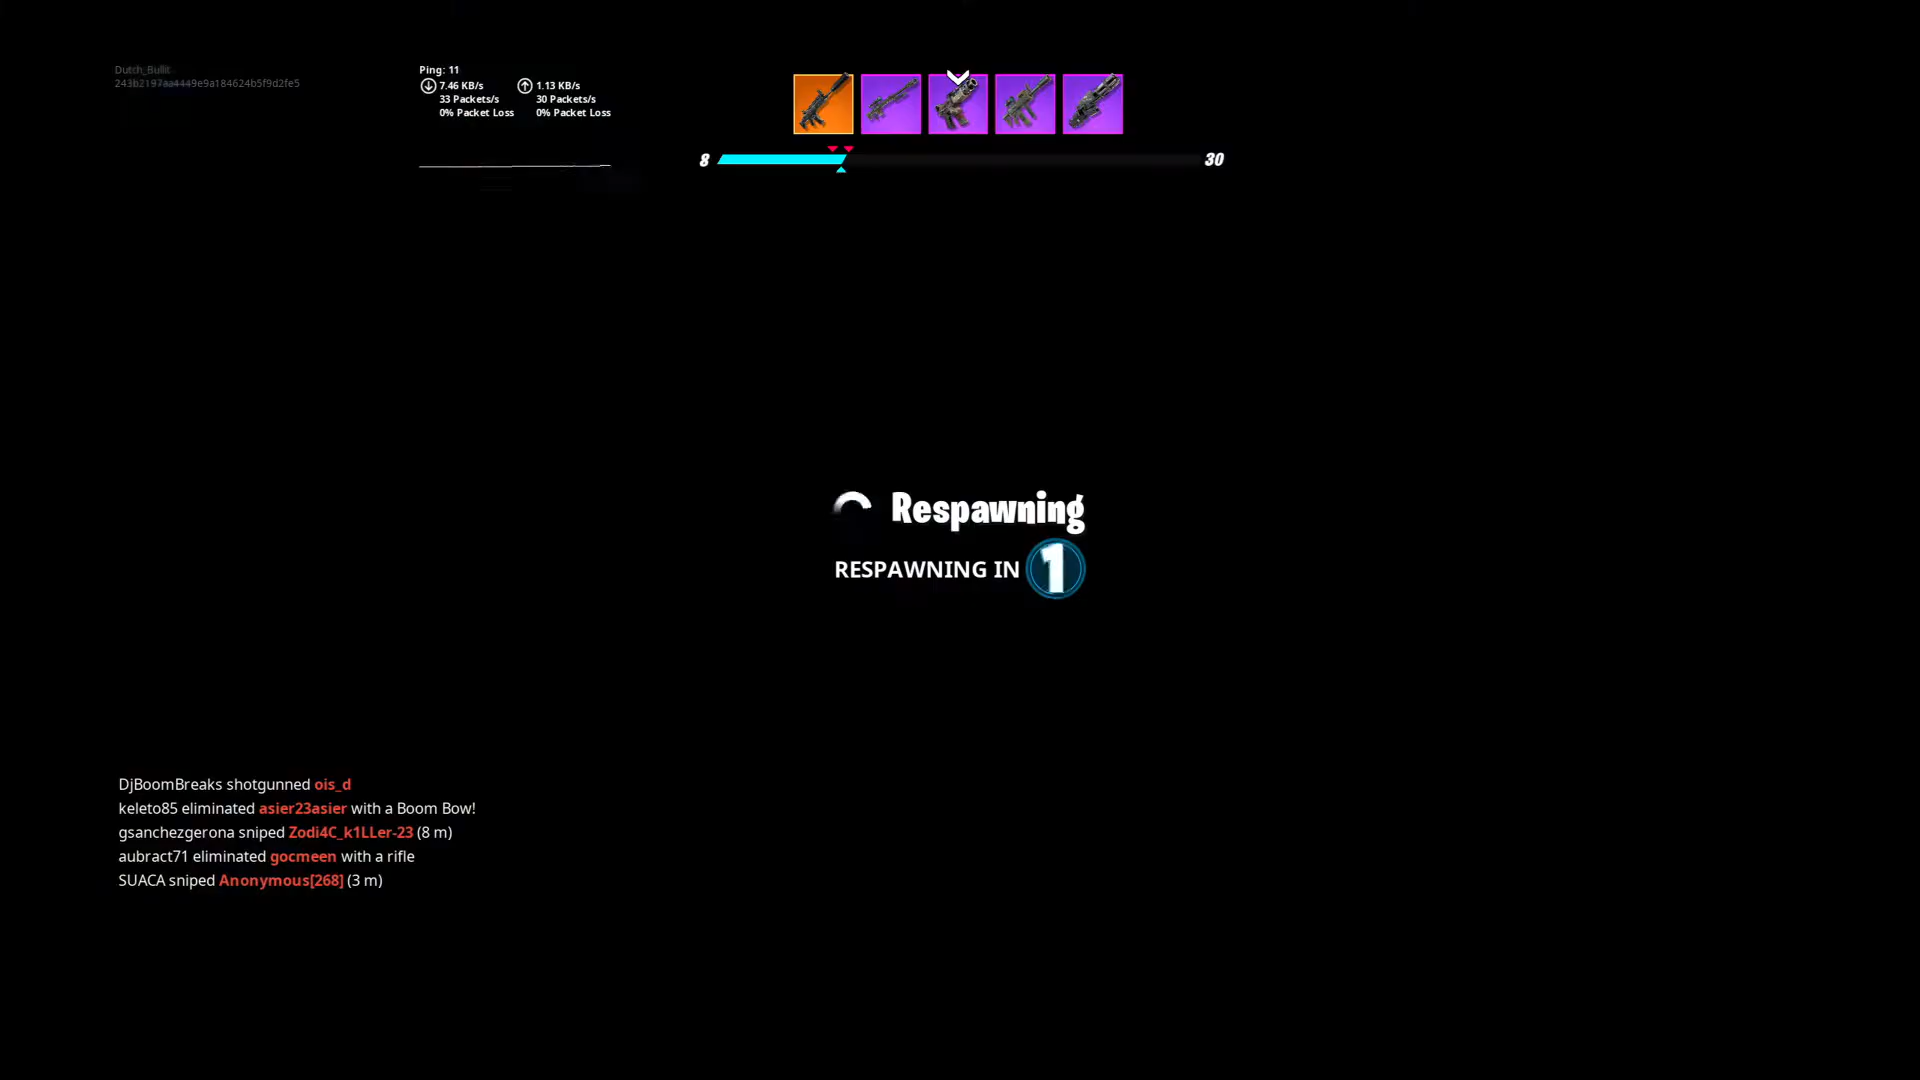 Dutch_Bullit
243b2197aa4449e9a184624b5f9d2fe5
Ping: 11
7.46 KB/s
33 Packets/s
0% Packet Loss
1.13 KB/s
30 Packets/s
0% Packet Loss
8
30
Respawning
RESPAWNING IN 1
DjBoomBreaks shotgunned ois_d
keleto85 eliminated asier23asier with a Boom Bow!
gsanchezgerona sniped Zodi4C_k1LLer-23 (8 m)
aubract71 eliminated gocmeen with a rifle
SUACA sniped Anonymous[268] (3 m)